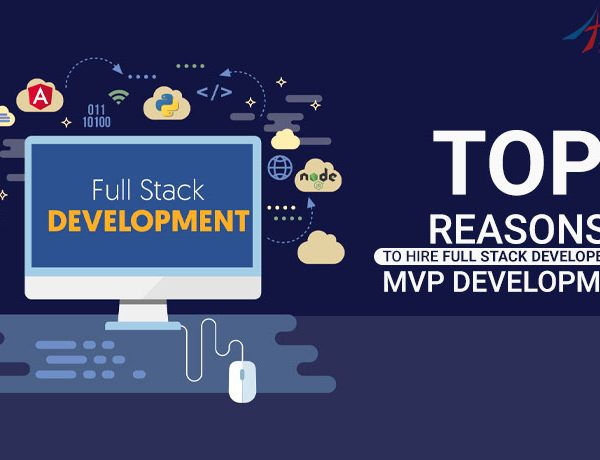 011
10100
</>
node
Full Stack
DEVELOPMENT
TOP
REASONS
TO HIRE FULL STACK DEVELOPE
MVP DEVELOPM